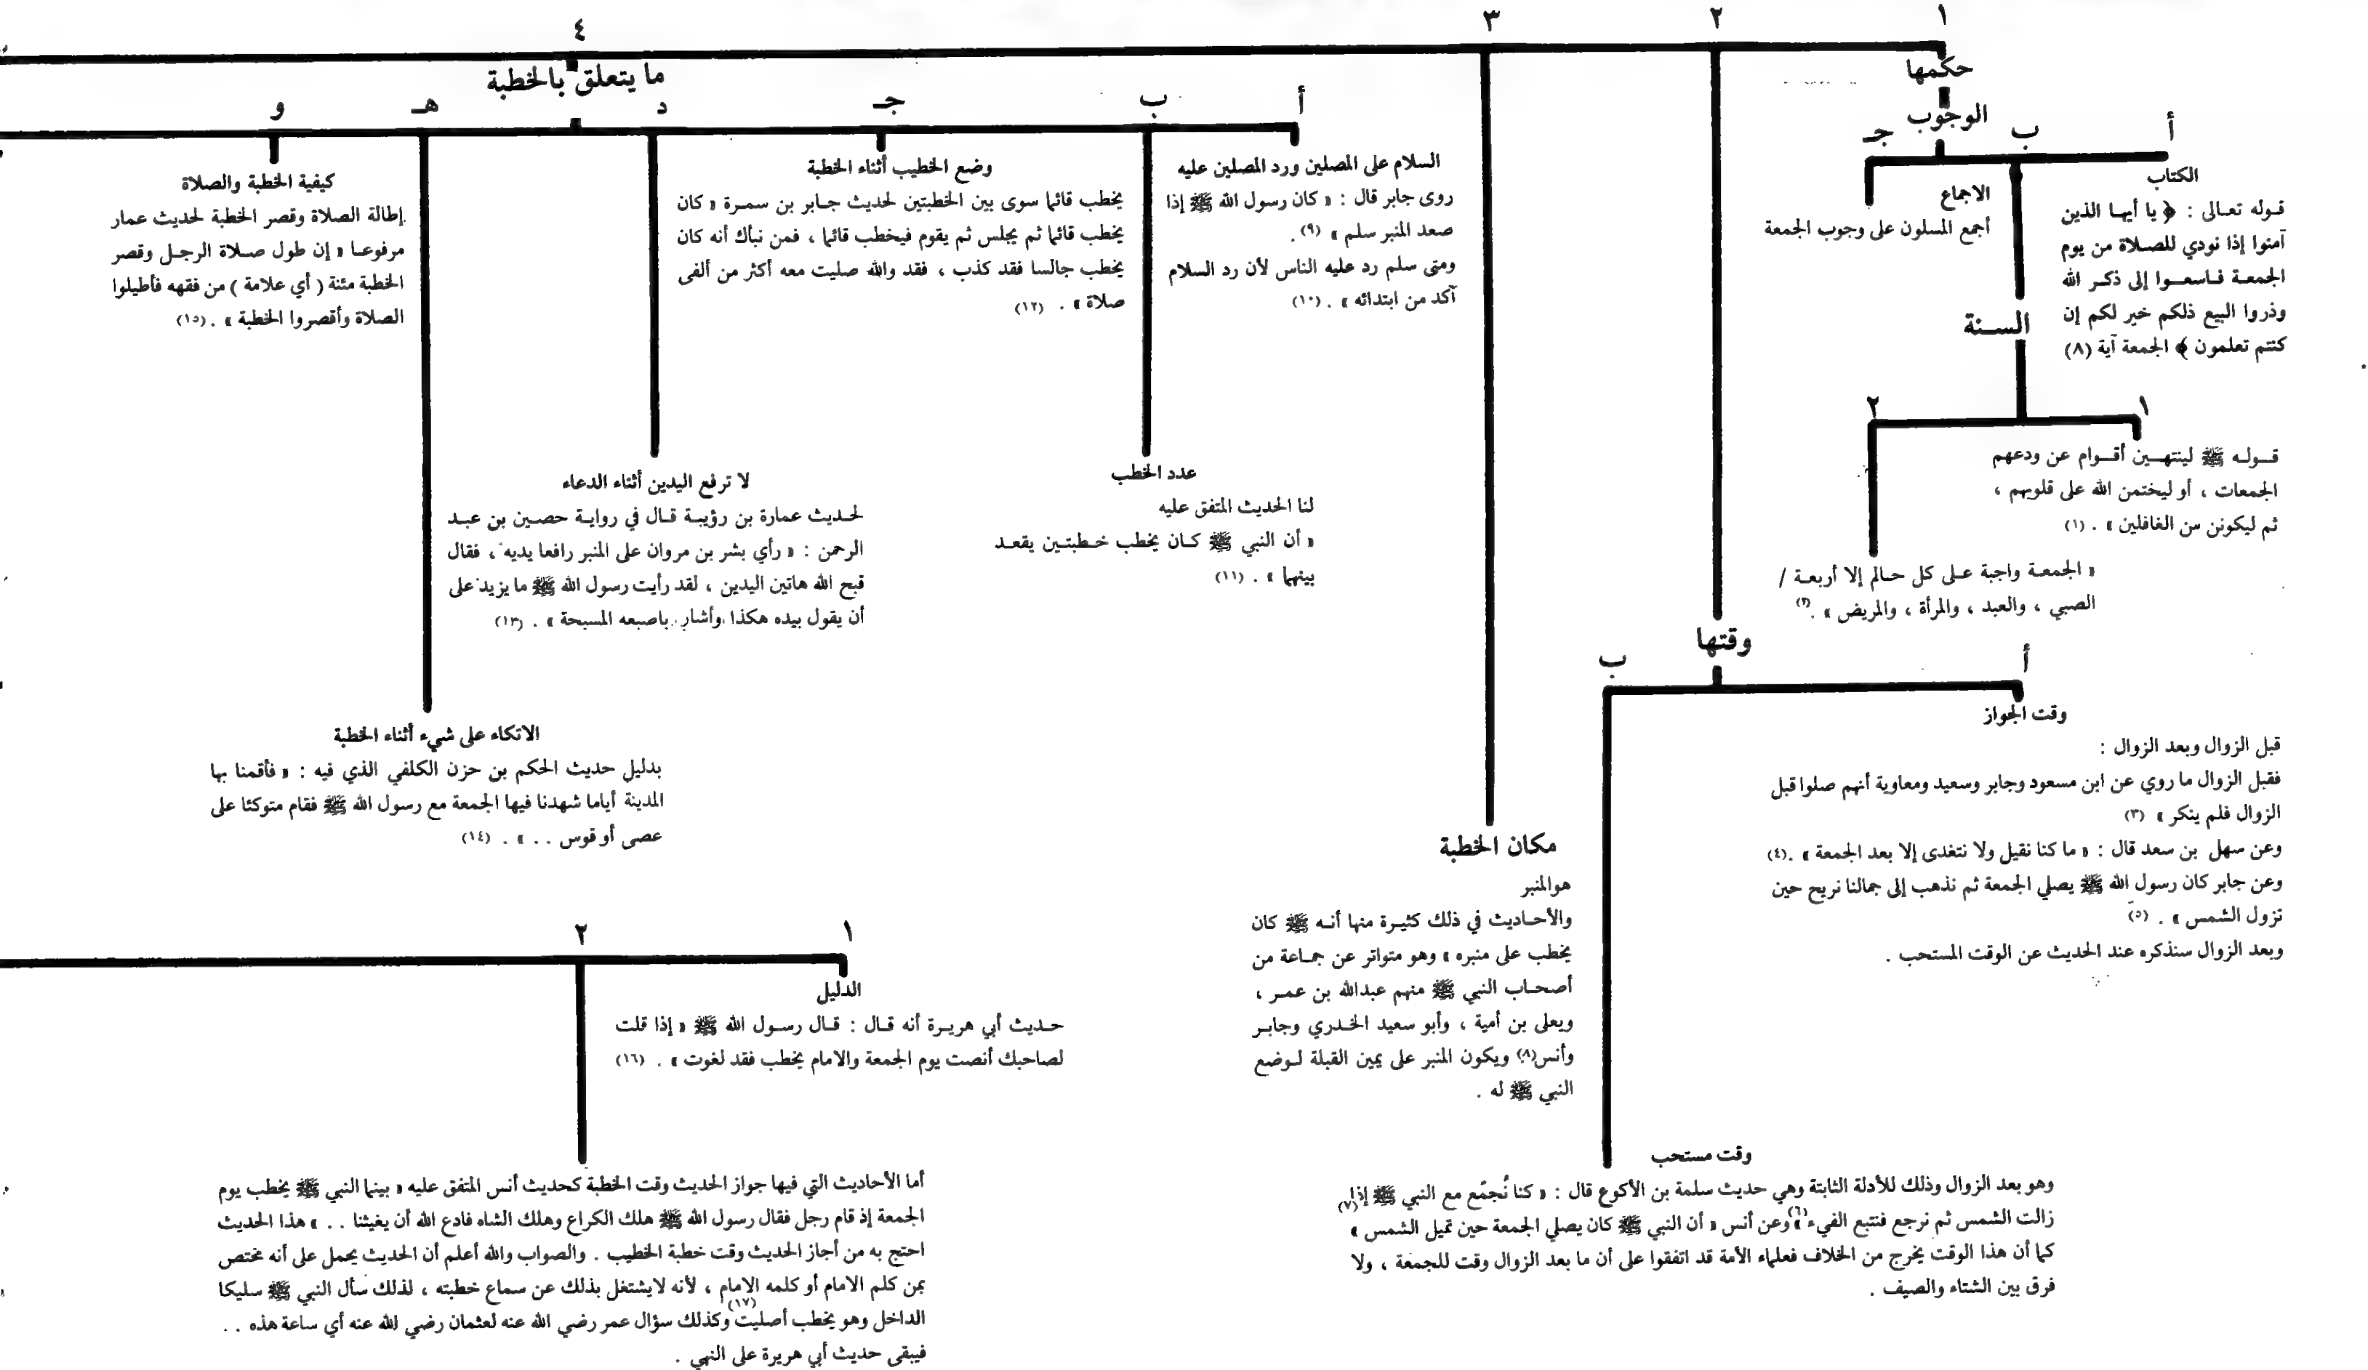 ١
٢
٣
٤
حكمها
الوجوب
أ
ب
جـ
الكتاب
قوله تعالى : ﴿ يا أيها الذين
آمنوا إذا نودي للصلاة من يوم
الجمعة فاسعوا إلى ذكر الله
وذروا البيع ذلكم خير لكم إن
كنتم تعلمون ﴾ الجمعة آية (٨)
السنة
١
٢
قوله ﷺ لينتهين أقوام عن ودعهم
الجمعات ، أو ليختمن الله على قلوبهم ،
ثم ليكونن من الغافلين » . (١)
« الجمعة واجبة على كل حالم إلا أربعة /
الصبي ، والعبد ، والمرأة ، والمريض » .(٢)
الاجماع
أجمع المسلون على وجوب الجمعة
وقتها
أ
ب
وقت الجواز
قبل الزوال وبعد الزوال :
فقبل الزوال ما روي عن ابن مسعود وجابر وسعيد ومعاوية أنهم صلوا قبل
الزوال فلم ينكر » (٣)
وعن سهل بن سعد قال : « ما كنا نقيل ولا نتغدى إلا بعد الجمعة » .(٤)
وعن جابر كان رسول الله ﷺ يصلي الجمعة ثم نذهب إلى جمالنا نريح حين
تزول الشمس » . (٥)
وبعد الزوال سنذكره عند الحديث عن الوقت المستحب .
وقت مستحب
وهو بعد الزوال وذلك للأدلة الثابتة وهي حديث سلمة بن الأكوع قال : « كنا نُجمّع مع النبي ﷺ إذا
زالت الشمس ثم نرجع فنتتبع الفيء »(٦) وعن أنس « أن النبي ﷺ كان يصلي الجمعة حين تميل الشمس » (٧)
كما أن هذا الوقت يخرج من الخلاف فعلماء الأمة قد اتفقوا على أن ما بعد الزوال وقت للجمعة ، ولا
فرق بين الشتاء والصيف .
مكان الخطبة
هوالمنبر
والأحاديث في ذلك كثيرة منها أنه ﷺ كان
يخطب على منبره » وهو متواتر عن جماعة من
أصحاب النبي ﷺ منهم عبدالله بن عمر ،
ويعلى بن أمية ، وأبو سعيد الخدري وجابر
وأنس(٨) ويكون المنبر على يمين القبلة لوضع
النبي ﷺ له .
ما يتعلق بالخطبة
أ
ب
جـ
د
هـ
و
السلام على المصلين ورد المصلين عليه
روى جابر قال : « كان رسول الله ﷺ إذا
صعد المنبر سلم » (٩) .
ومتى سلم رد عليه الناس لأن رد السلام
آكد من ابتدائه » . (١٠)
عدد الخطب
لنا الحديث المتفق عليه
« أن النبي ﷺ كان يخطب خطبتين يقعد
بينهما » . (١١)
وضع الخطيب أثناء الخطبة
يخطب قائما سوى بين الخطبتين لحديث جابر بن سمرة « كان
يخطب قائما ثم يجلس ثم يقوم فيخطب قائما ، فمن نبأك أنه كان
يخطب جالسا فقد كذب ، فقد والله صليت معه أكثر من ألفى
صلاة » . (١٢)
لا ترفع اليدين أثناء الدعاء
لحديث عمارة بن رؤيبة قال في رواية حصين بن عبد
الرحمن : « رأي بشر بن مروان على المنبر رافعا يديه ، فقال
قبح الله هاتين اليدين ، لقد رأيت رسول الله ﷺ ما يزيد على
أن يقول بيده هكذا وأشار باصبعه المسبحة » . (١٣)
الاتكاء على شيء أثناء الخطبة
بدليل حديث الحكم بن حزن الكلفي الذي فيه : « فأقمنا بها
المدينة أياما شهدنا فيها الجمعة مع رسول الله ﷺ فقام متوكئا على
عصى أو قوس . . » . (١٤)
كيفية الخطبة والصلاة
إطالة الصلاة وقصر الخطبة لحديث عمار
مرفوعا « إن طول صلاة الرجل وقصر
الخطبة مئنة ( أي علامة ) من فقهه فأطيلوا
الصلاة وأقصروا الخطبة » . (١٥)
١
٢
الدليل
حديث أبي هريرة أنه قال : قال رسول الله ﷺ « إذا قلت
لصاحبك أنصت يوم الجمعة والامام يخطب فقد لغوت » . (١٦)
أما الأحاديث التي فيها جواز الحديث وقت الخطبة كحديث أنس المتفق عليه « بينما النبي ﷺ يخطب يوم
الجمعة إذ قام رجل فقال رسول الله ﷺ هلك الكراع وهلك الشاه فادع الله أن يغيثنا . . » هذا الحديث
احتج به من أجاز الحديث وقت خطبة الخطيب . والصواب والله أعلم أن الحديث يحمل على أنه مختص
بمن كلم الامام أو كلمه الامام ، لأنه لايشتغل بذلك عن سماع خطبته ، لذلك سأل النبي ﷺ سليكا
الداخل وهو يخطب أصليت (١٧) وكذلك سؤال عمر رضي الله عنه لعثمان رضي لله عنه أي ساعة هذه . .
فيبقى حديث أبي هريرة على النهي .